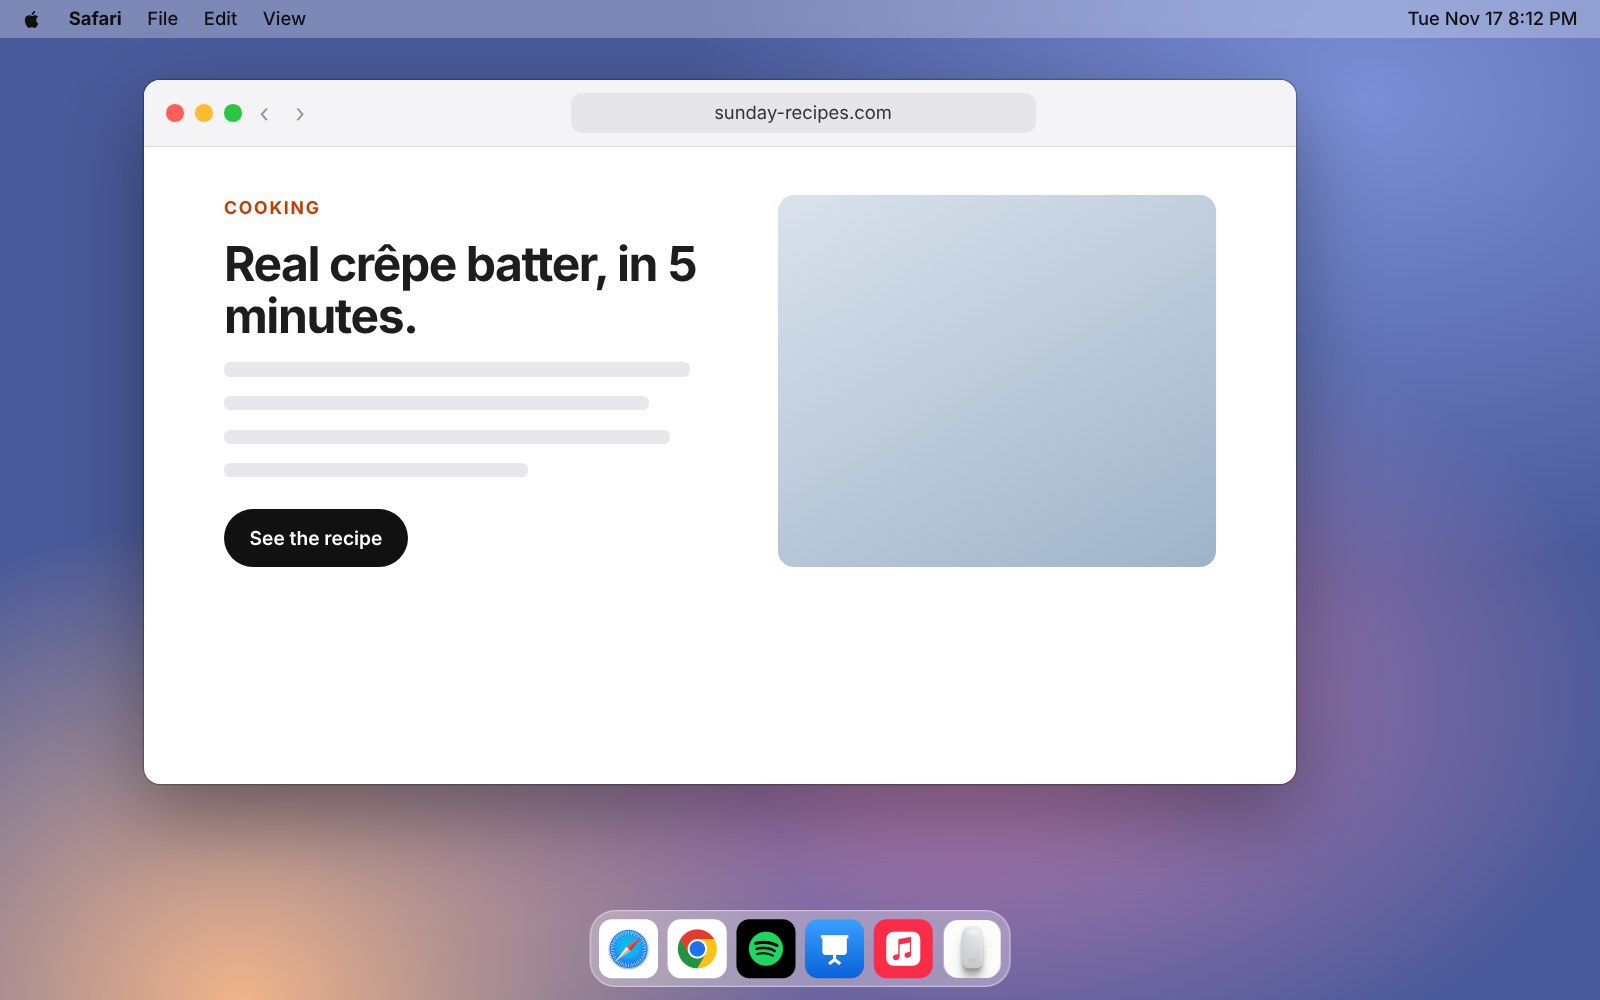 Safari File Edit View Tue Nov 17 8:12 PM
sunday-recipes.com
COOKING
Real crêpe batter, in 5
minutes.
See the recipe